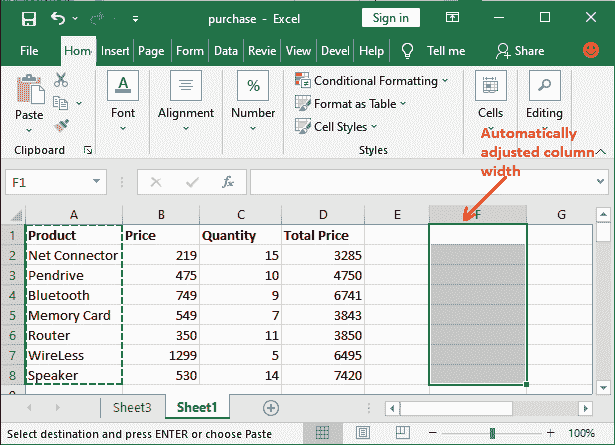 purchase - Excel
Sign in
File Home Insert Page Form Data Revie View Devel Help Tell me Share
Paste
Font
Alignment
Number
Conditional Formatting
Format as Table
Cell Styles
Cells
Editing
Clipboard
Styles
Automatically
adjusted column
width
F1
fx
A B C D E F G
1 Product Price Quantity Total Price
2 Net Connector 219 15 3285
3 Pendrive 475 10 4750
4 Bluetooth 749 9 6741
5 Memory Card 549 7 3843
6 Router 350 11 3850
7 WireLess 1299 5 6495
8 Speaker 530 14 7420
Sheet3 Sheet1
Select destination and press ENTER or choose Paste
100%